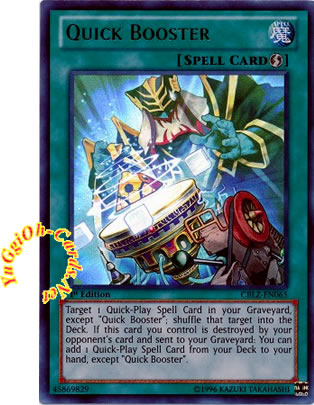 Quick Booster
[Spell Card]
YuGgiOh-Cards.Net
1st Edition
CBLZ-EN065
Target 1 Quick-Play Spell Card in your Graveyard,
except "Quick Booster"; shuffle that target into the
Deck. If this card you control is destroyed by your
opponent's card and sent to your Graveyard: You can
add 1 Quick-Play Spell Card from your Deck to your
hand, except "Quick Booster".
45869829
©1996 KAZUKI TAKAHASHI